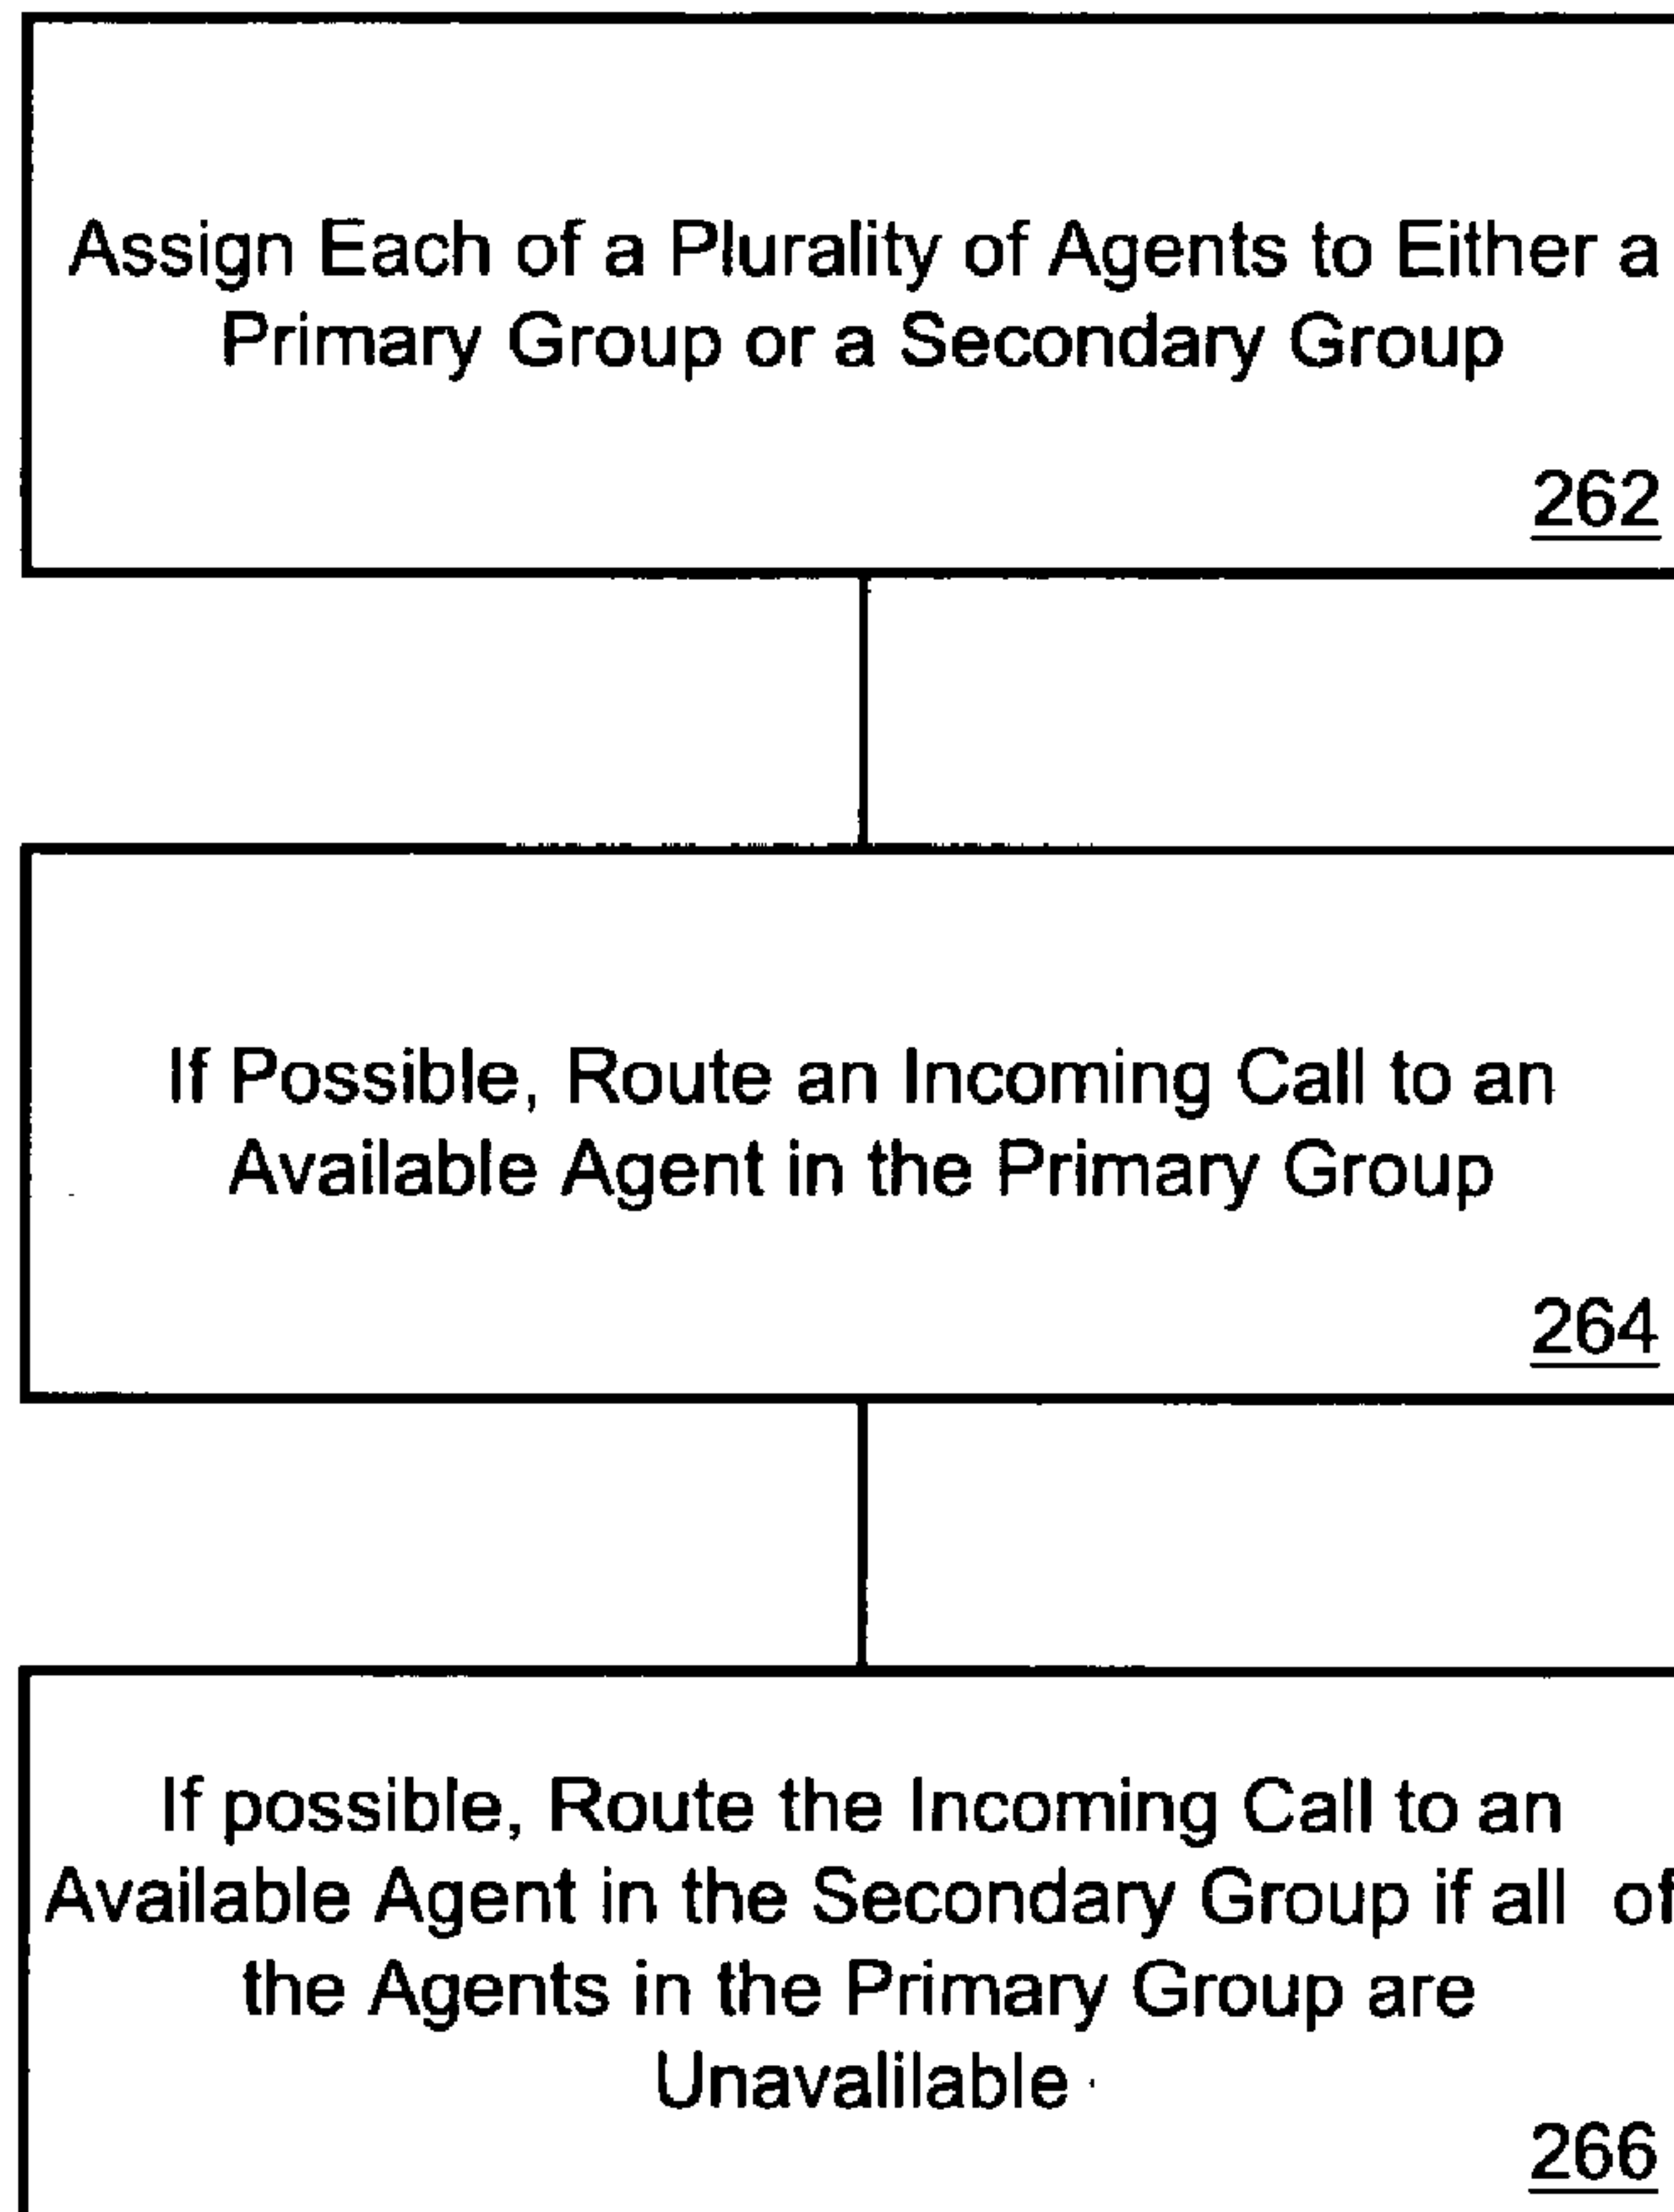 Assign Each of a Plurality of Agents to Either a
Primary Group or a Secondary Group
262
If Possible, Route an Incoming Call to an
Available Agent in the Primary Group
264
If possible, Route the Incoming Call to an
Available Agent in the Secondary Group if all of
the Agents in the Primary Group are
Unavalilable
266